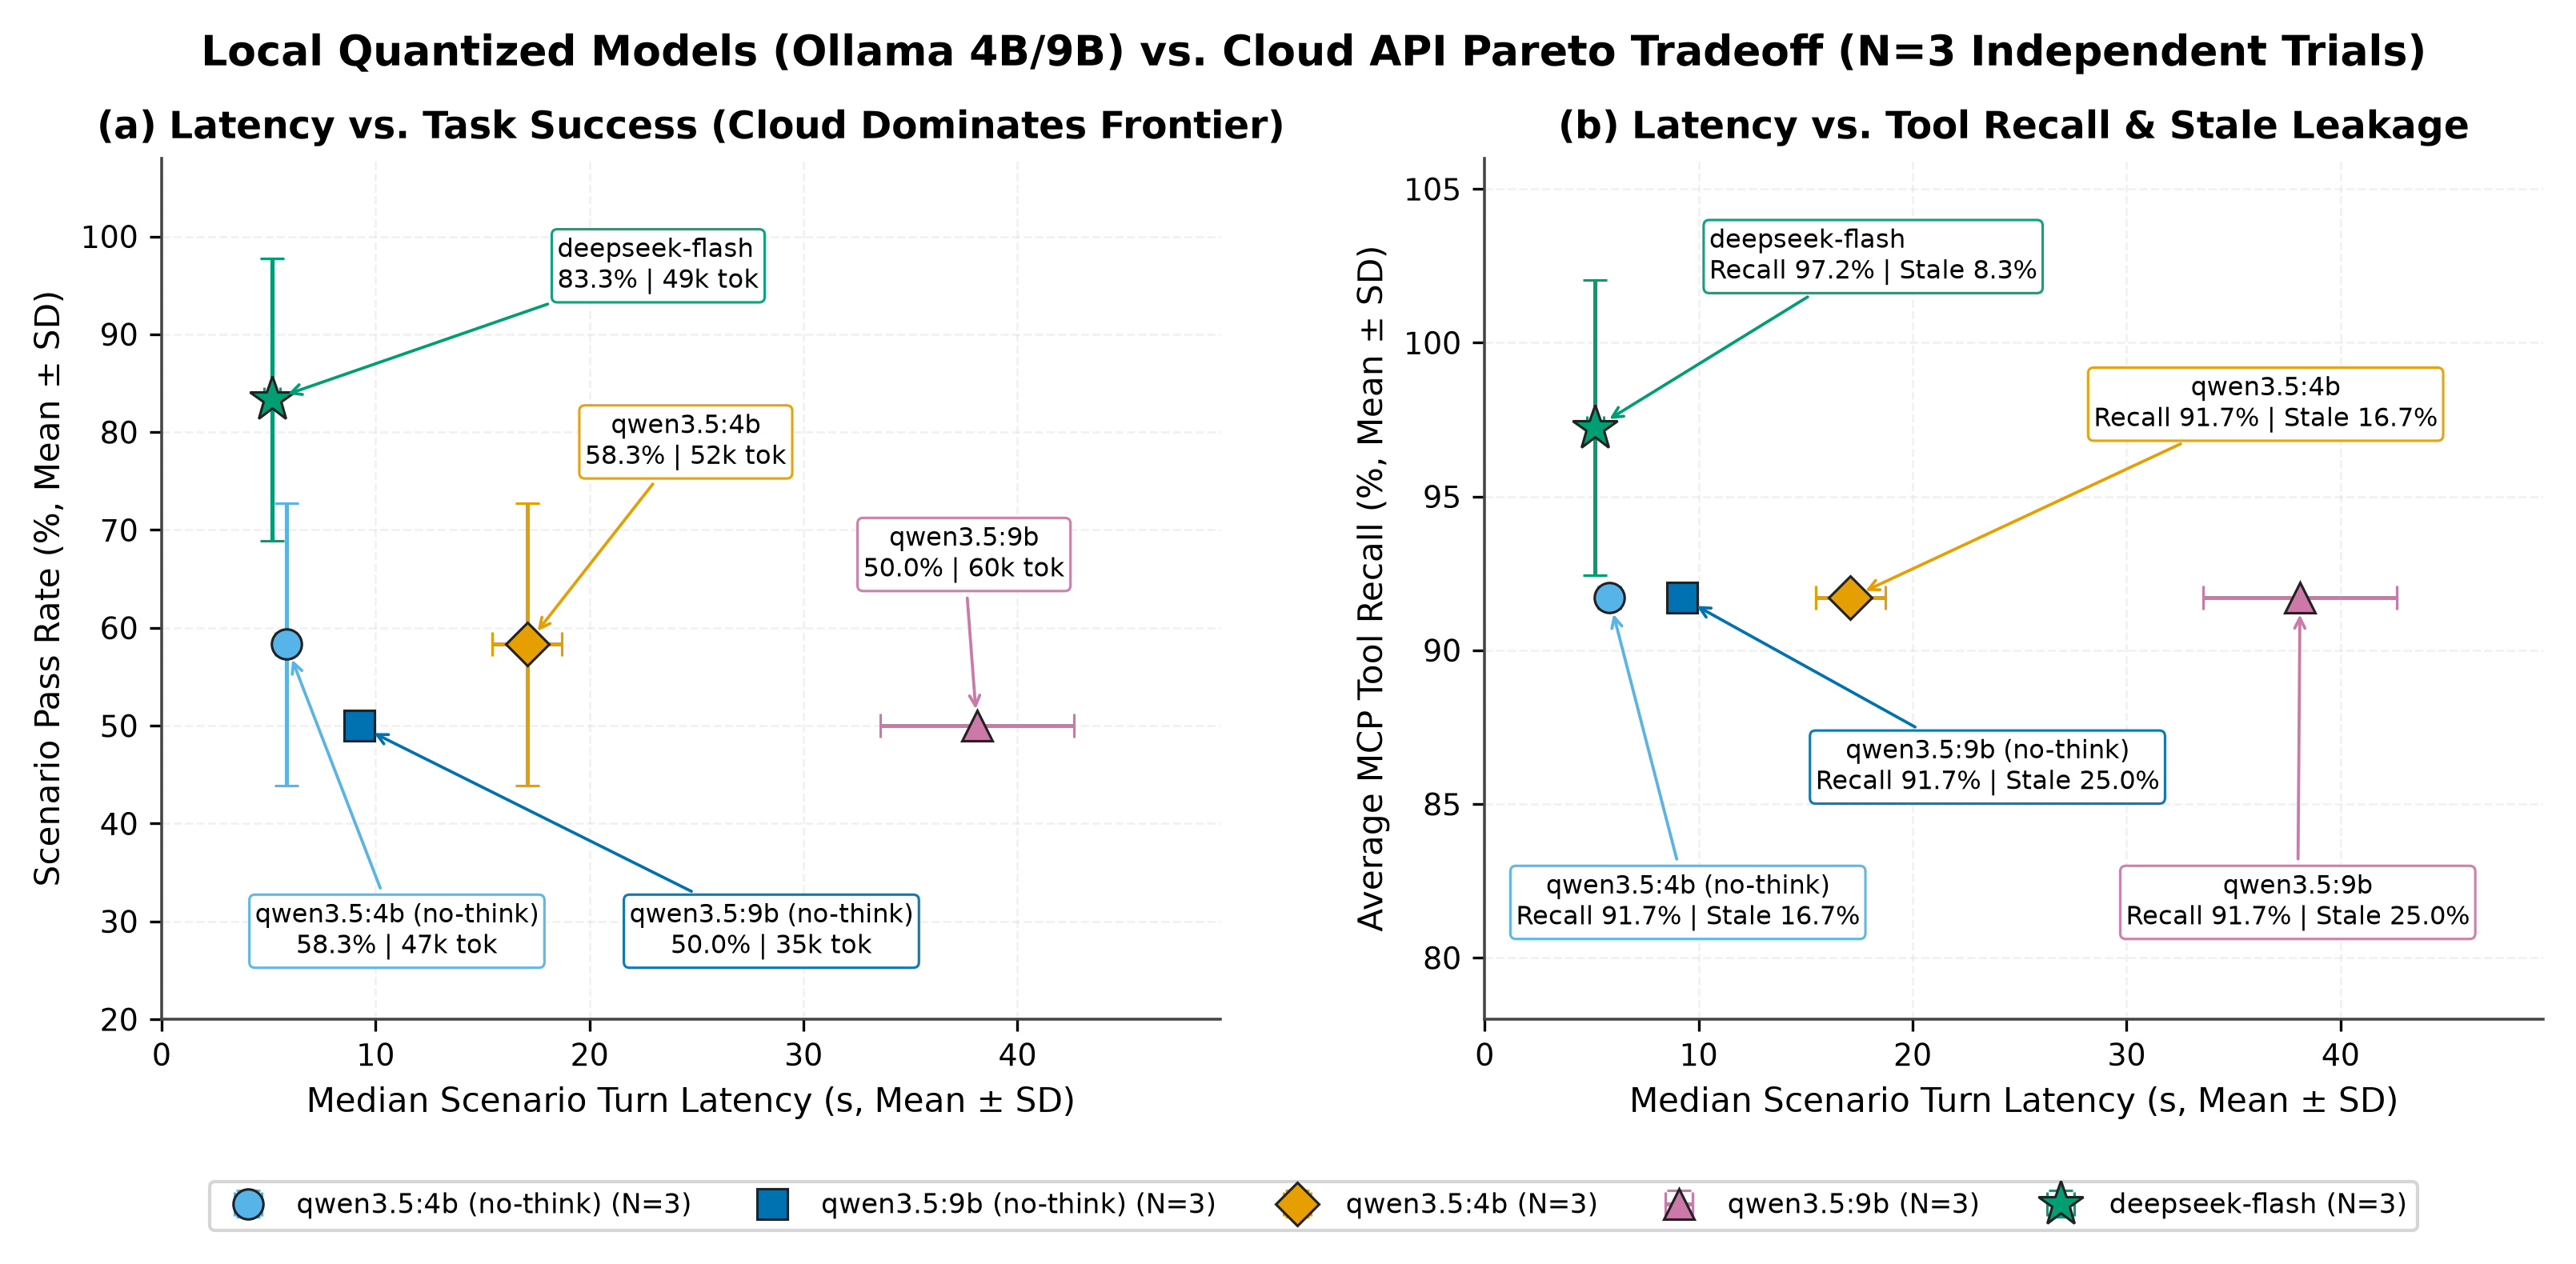 Local Quantized Models (Ollama 4B/9B) vs. Cloud API Pareto Tradeoff (N=3 Independent Trials)
(a) Latency vs. Task Success (Cloud Dominates Frontier)
Scenario Pass Rate (%, Mean ± SD)
100
90
80
70
60
50
40
30
20
deepseek-flash
83.3% | 49k tok
qwen3.5:4b
58.3% | 52k tok
qwen3.5:9b
50.0% | 60k tok
qwen3.5:4b (no-think)
58.3% | 47k tok
qwen3.5:9b (no-think)
50.0% | 35k tok
0 10 20 30 40
Median Scenario Turn Latency (s, Mean ± SD)
(b) Latency vs. Tool Recall & Stale Leakage
Average MCP Tool Recall (%, Mean ± SD)
105
100
95
90
85
80
deepseek-flash
Recall 97.2% | Stale 8.3%
qwen3.5:4b
Recall 91.7% | Stale 16.7%
qwen3.5:9b (no-think)
Recall 91.7% | Stale 25.0%
qwen3.5:4b (no-think)
Recall 91.7% | Stale 16.7%
qwen3.5:9b
Recall 91.7% | Stale 25.0%
0 10 20 30 40
Median Scenario Turn Latency (s, Mean ± SD)
qwen3.5:4b (no-think) (N=3) qwen3.5:9b (no-think) (N=3) qwen3.5:4b (N=3) qwen3.5:9b (N=3) deepseek-flash (N=3)